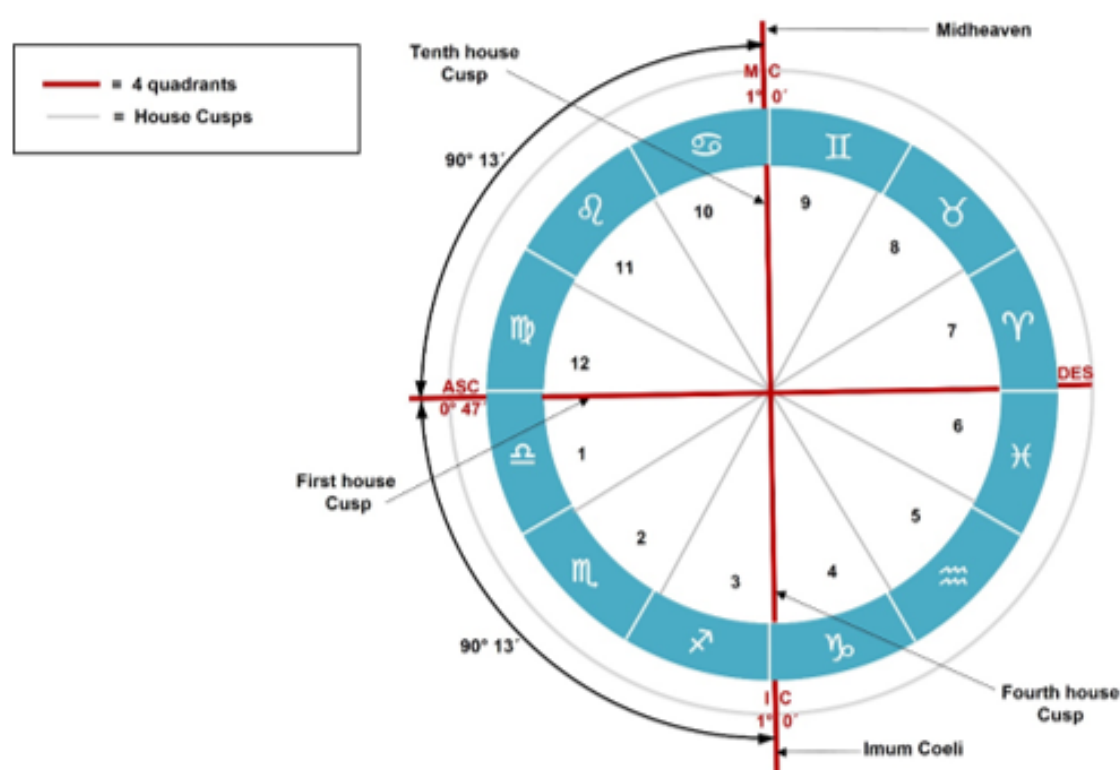 = 4 quadrants
= House Cusps
Tenth house
Cusp
Midheaven
M C
1° 0´
90° 13´
♋ ♊
♌ ♉
♍ ♈
10 9
11 8
12 7
ASC
0° 47´
DES
1 6
2 5
3 4
♎ ♓
♏ ♒
♐ ♑
First house
Cusp
90° 13´
I C
1° 0´
Fourth house
Cusp
Imum Coeli